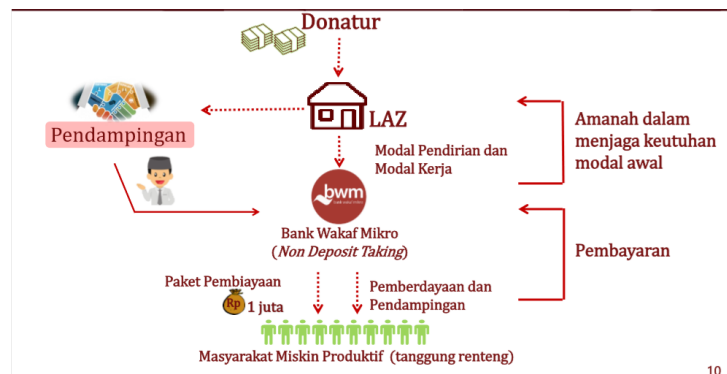 Donatur
LAZ
Pendampingan
Amanah dalam
menjaga keutuhan
modal awal
Modal Pendirian dan
Modal Kerja
bwm
Bank Wakaf Mikro
(Non Deposit Taking)
Pembayaran
Paket Pembiayaan
Rp 1 juta
Pemberdayaan dan
Pendampingan
Masyarakat Miskin Produktif (tanggung renteng)
10